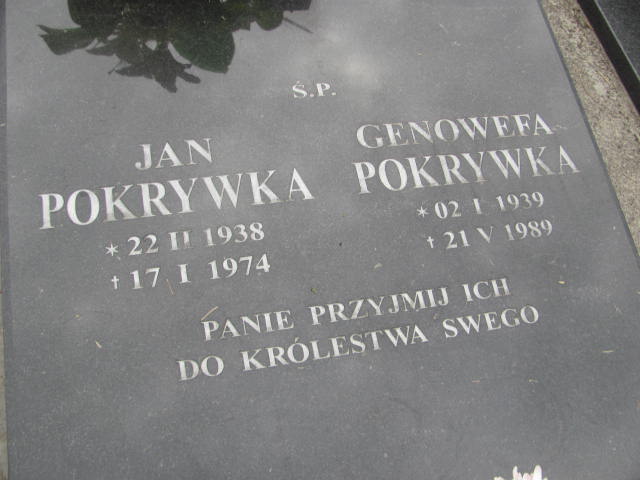 Ś.P.
JAN
POKRYWKA
* 22 II 1938
† 17 I 1974
GENOWEFA
POKRYWKA
* 02 I 1939
† 21 V 1989
PANIE PRZYJMIJ ICH
DO KRÓLESTWA SWEGO